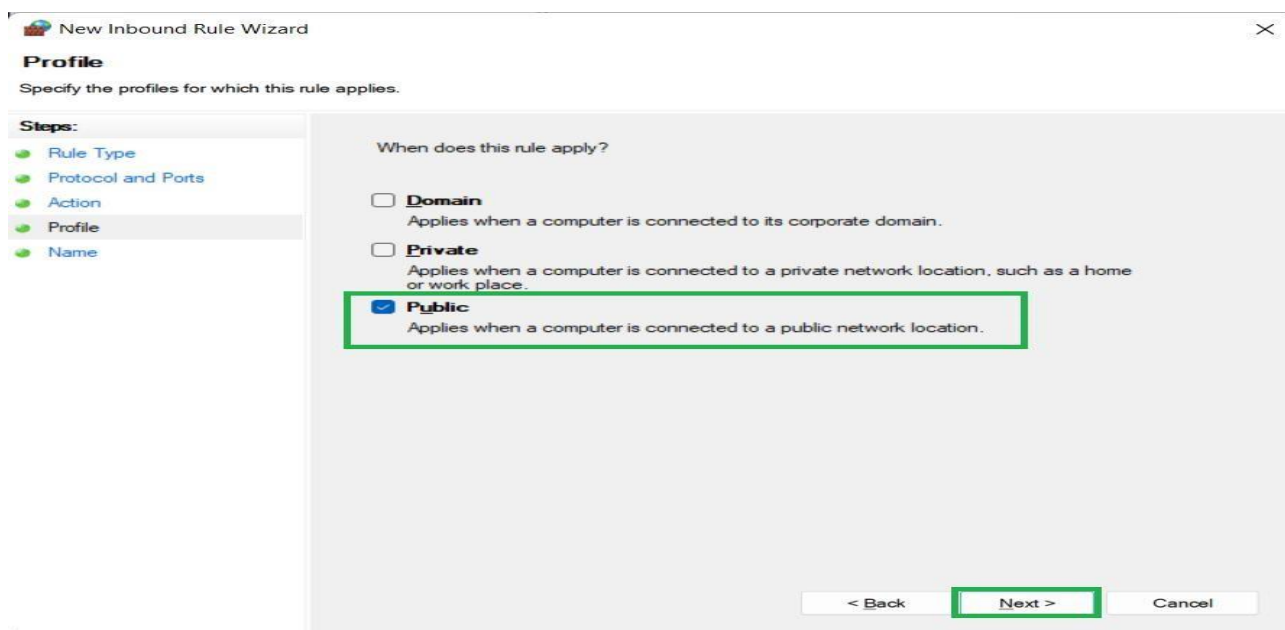 New Inbound Rule Wizard
Profile
Specify the profiles for which this rule applies.
Steps:
Rule Type
Protocol and Ports
Action
Profile
Name
When does this rule apply?
Domain
Applies when a computer is connected to its corporate domain.
Private
Applies when a computer is connected to a private network location, such as a home
or work place.
Public
Applies when a computer is connected to a public network location.
< Back
Next >
Cancel